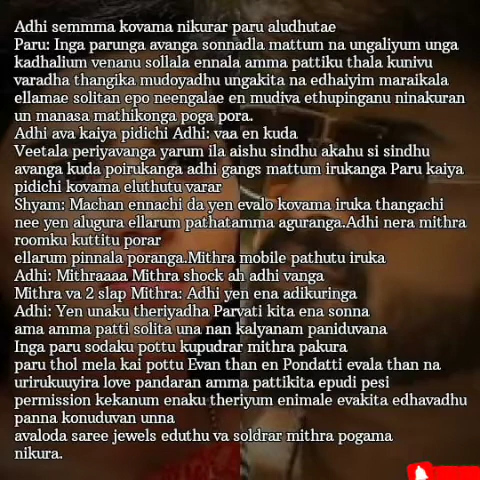 Adhi semmma kovama nikurar paru aludhutae
Paru: Inga parunga avanga sonnadla mattum na ungaliyum unga
kadhalium venanu sollala ennala amma pattiku thala kunivu
varadha thangika mudoyadhu ungakita na edhaiyim maraikala
ellamae solitan epo neengalae en mudiva ethupinganu ninakuran
un manasa mathikonga poga pora.
Adhi ava kaiya pidichi Adhi: vaa en kuda
Veetala periyavanga yarum ila aishu sindhu akahu si sindhu
avanga kuda poirukanga adhi gangs mattum irukanga Paru kaiya
pidichi kovama eluthutu varar
Shyam: Machan ennachi da yen evalo kovama iruka thangachi
nee yen alugura ellarum pathatamma aguranga.Adhi nera mithra
roomku kuttitu porar
ellarum pinnala poranga.Mithra mobile pathutu iruka
Adhi: Mithraaaa Mithra shock ah adhi vanga
Mithra va 2 slap Mithra: Adhi yen ena adikuringa
Adhi: Yen unaku theriyadha Parvati kita ena sonna
ama amma patti solita una nan kalyanam paniduvana
Inga paru sodaku pottu kupudrar mithra pakura
paru thol mela kai pottu Evan than en Pondatti evala than na
urirukuuyira love pandaran amma pattikita epudi pesi
permission kekanum enaku theriyum enimale evakita edhavadhu
panna konuduvan unna
avaloda saree jewels eduthu va soldrar mithra pogama
nikura.